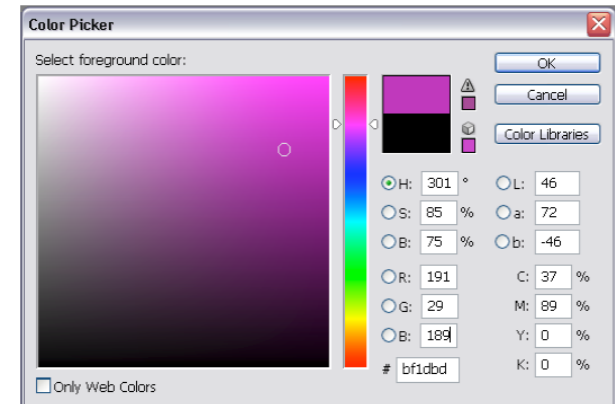 Color Picker
Select foreground color:
OK
Cancel
Color Libraries
H: 301 ° L: 46
S: 85 % a: 72
B: 75 % b: -46
R: 191 C: 37 %
G: 29 M: 89 %
B: 189 Y: 0 %
# bf1dbd K: 0 %
Only Web Colors